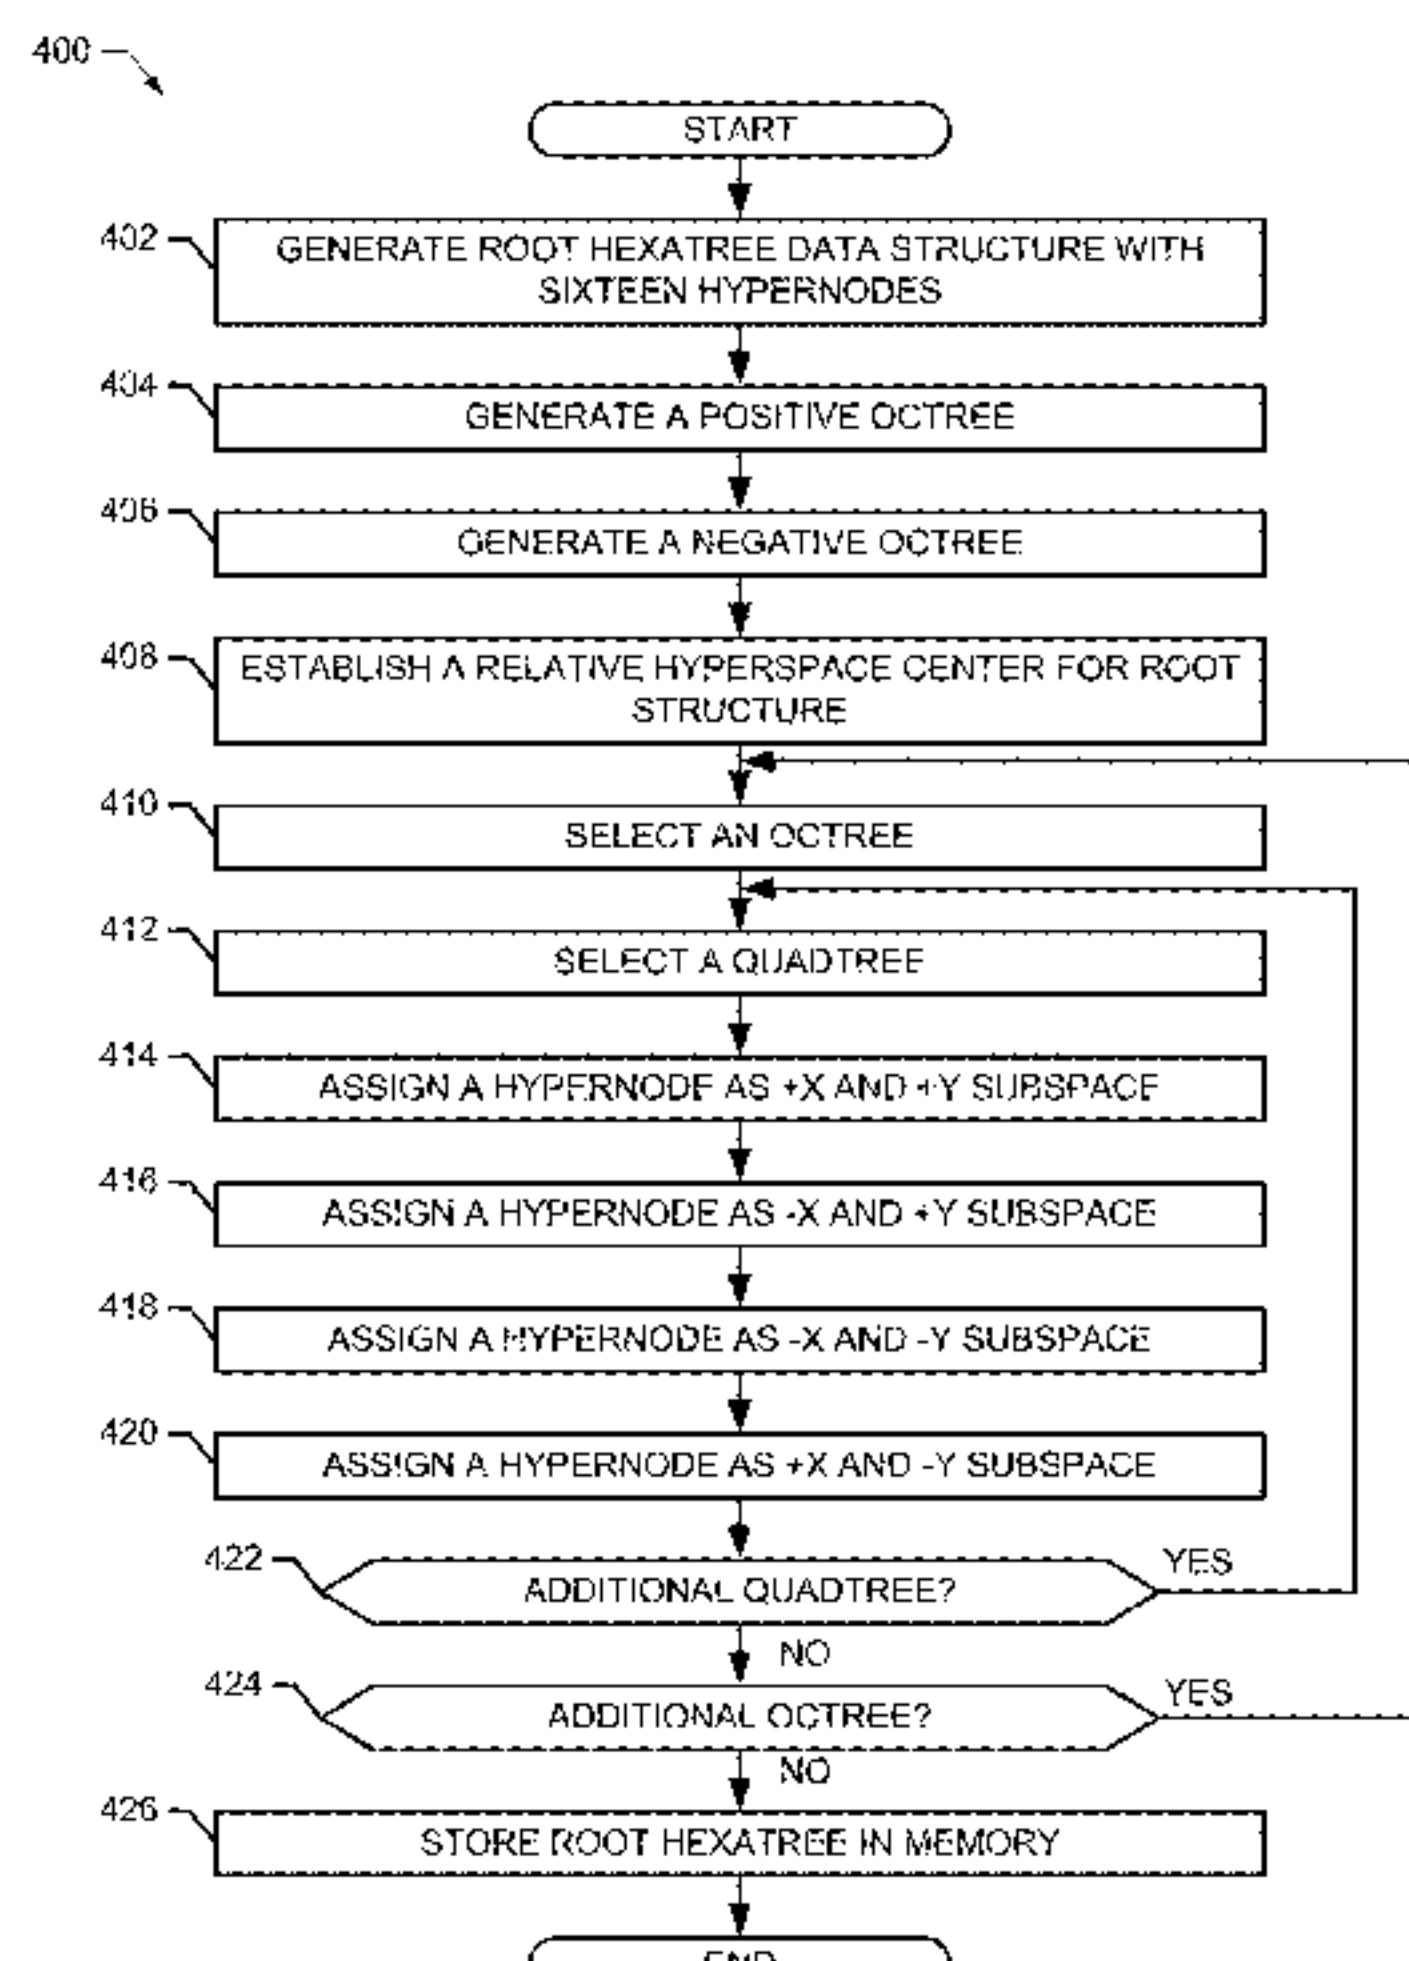 400
START
402
GENERATE ROOT HEXATREE DATA STRUCTURE WITH
SIXTEEN HYPERNODES
404
GENERATE A POSITIVE OCTREE
406
GENERATE A NEGATIVE OCTREE
408
ESTABLISH A RELATIVE HYPERSPACE CENTER FOR ROOT
STRUCTURE
410
SELECT AN OCTREE
412
SELECT A QUADTREE
414
ASSIGN A HYPERNODE AS +X AND +Y SUBSPACE
416
ASSIGN A HYPERNODE AS -X AND +Y SUBSPACE
418
ASSIGN A HYPERNODE AS -X AND -Y SUBSPACE
420
ASSIGN A HYPERNODE AS +X AND -Y SUBSPACE
422
ADDITIONAL QUADTREE?
YES
NO
424
ADDITIONAL OCTREE?
YES
NO
426
STORE ROOT HEXATREE IN MEMORY
END